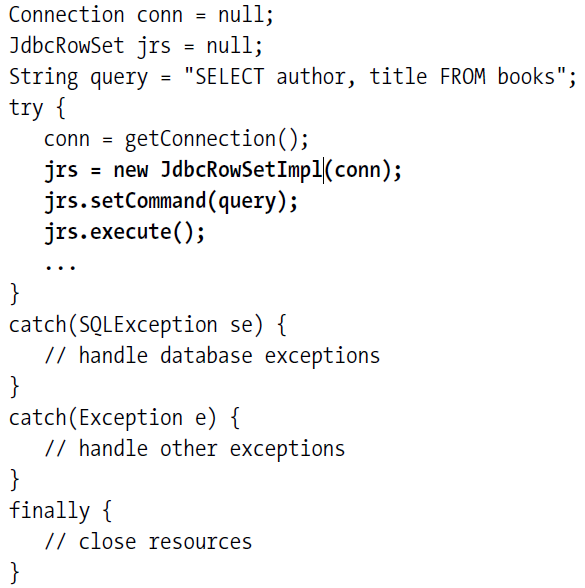 Connection conn = null;
JdbcRowSet jrs = null;
String query = "SELECT author, title FROM books";
try {
   conn = getConnection();
   jrs = new JdbcRowSetImpl(conn);
   jrs.setCommand(query);
   jrs.execute();
   ...
}
catch(SQLException se) {
   // handle database exceptions
}
catch(Exception e) {
   // handle other exceptions
}
finally {
   // close resources
}